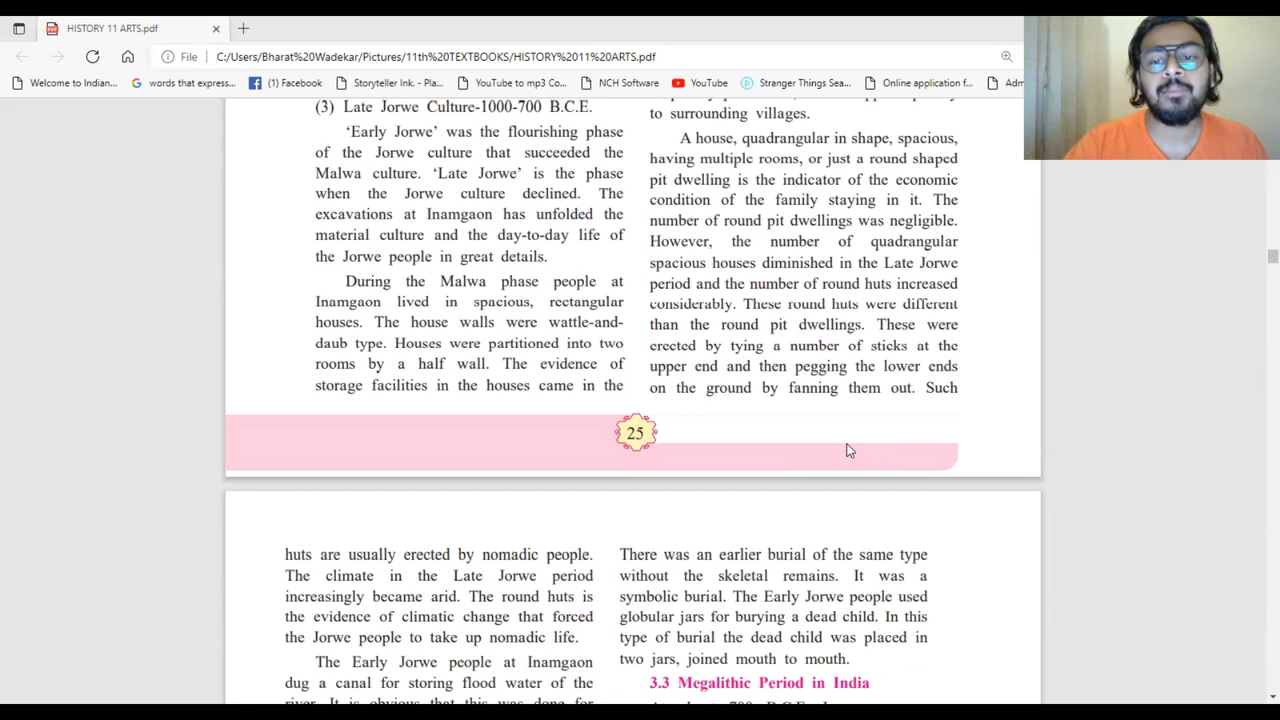 HISTORY 11 ARTS.pdf
File C:/Users/Bharat%20Wadekar/Pictures/11th%20TEXTBOOKS/HISTORY%2011%20ARTS.pdf
Welcome to Indian... words that express... (1) Facebook Storyteller Ink. - Pla... YouTube to mp3 Co... NCH Software YouTube Stranger Things Sea... Online application f...
(3) Late Jorwe Culture-1000-700 B.C.E.
‘Early Jorwe’ was the flourishing phase
of the Jorwe culture that succeeded the
Malwa culture. ‘Late Jorwe’ is the phase
when the Jorwe culture declined. The
excavations at Inamgaon has unfolded the
material culture and the day-to-day life of
the Jorwe people in great details.
During the Malwa phase people at
Inamgaon lived in spacious, rectangular
houses. The house walls were wattle-and-
daub type. Houses were partitioned into two
rooms by a half wall. The evidence of
storage facilities in the houses came in the
to surrounding villages.
A house, quadrangular in shape, spacious,
having multiple rooms, or just a round shaped
pit dwelling is the indicator of the economic
condition of the family staying in it. The
number of round pit dwellings was negligible.
However, the number of quadrangular
spacious houses diminished in the Late Jorwe
period and the number of round huts increased
considerably. These round huts were different
than the round pit dwellings. These were
erected by tying a number of sticks at the
upper end and then pegging the lower ends
on the ground by fanning them out. Such
25
huts are usually erected by nomadic people.
The climate in the Late Jorwe period
increasingly became arid. The round huts is
the evidence of climatic change that forced
the Jorwe people to take up nomadic life.
The Early Jorwe people at Inamgaon
dug a canal for storing flood water of the
river. It is obvious that this was done for
There was an earlier burial of the same type
without the skeletal remains. It was a
symbolic burial. The Early Jorwe people used
globular jars for burying a dead child. In this
type of burial the dead child was placed in
two jars, joined mouth to mouth.
3.3 Megalithic Period in India